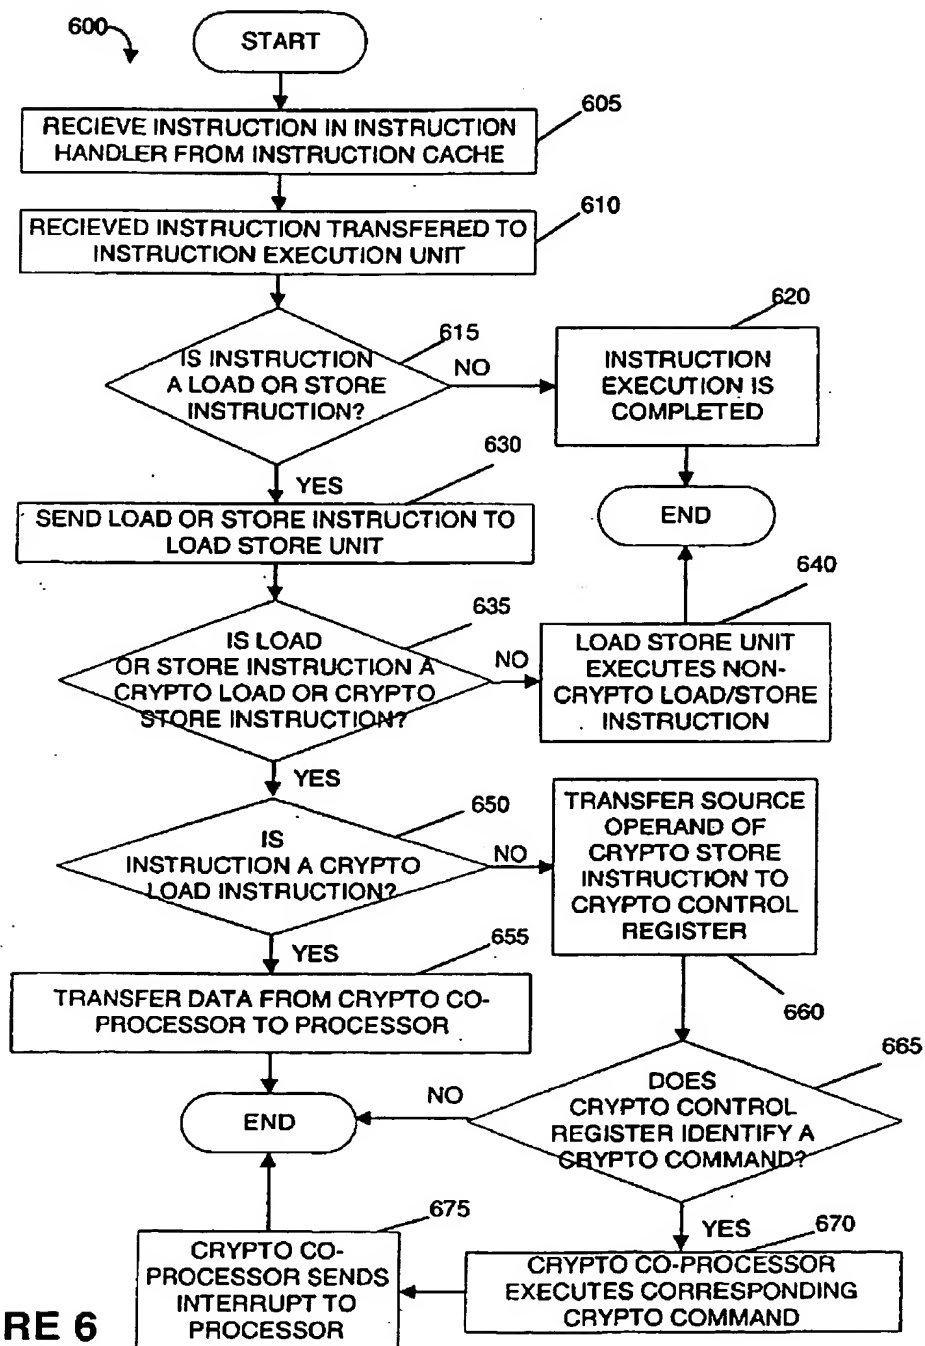 600
START
605
RECIEVE INSTRUCTION IN INSTRUCTION
HANDLER FROM INSTRUCTION CACHE
610
RECIEVED INSTRUCTION TRANSFERED TO
INSTRUCTION EXECUTION UNIT
615
IS INSTRUCTION
A LOAD OR STORE
INSTRUCTION?
NO
620
INSTRUCTION
EXECUTION IS
COMPLETED
END
YES
630
SEND LOAD OR STORE INSTRUCTION TO
LOAD STORE UNIT
635
IS LOAD
OR STORE INSTRUCTION A
CRYPTO LOAD OR CRYPTO
STORE INSTRUCTION?
NO
640
LOAD STORE UNIT
EXECUTES NON-
CRYPTO LOAD/STORE
INSTRUCTION
YES
650
IS
INSTRUCTION A CRYPTO
LOAD INSTRUCTION?
NO
TRANSFER SOURCE
OPERAND OF
CRYPTO STORE
INSTRUCTION TO
CRYPTO CONTROL
REGISTER
660
YES
655
TRANSFER DATA FROM CRYPTO CO-
PROCESSOR TO PROCESSOR
END
665
DOES
CRYPTO CONTROL
REGISTER IDENTIFY A
CRYPTO COMMAND?
NO
YES
670
CRYPTO CO-PROCESSOR
EXECUTES CORRESPONDING
CRYPTO COMMAND
675
CRYPTO CO-
PROCESSOR SENDS
INTERRUPT TO
PROCESSOR
RE 6